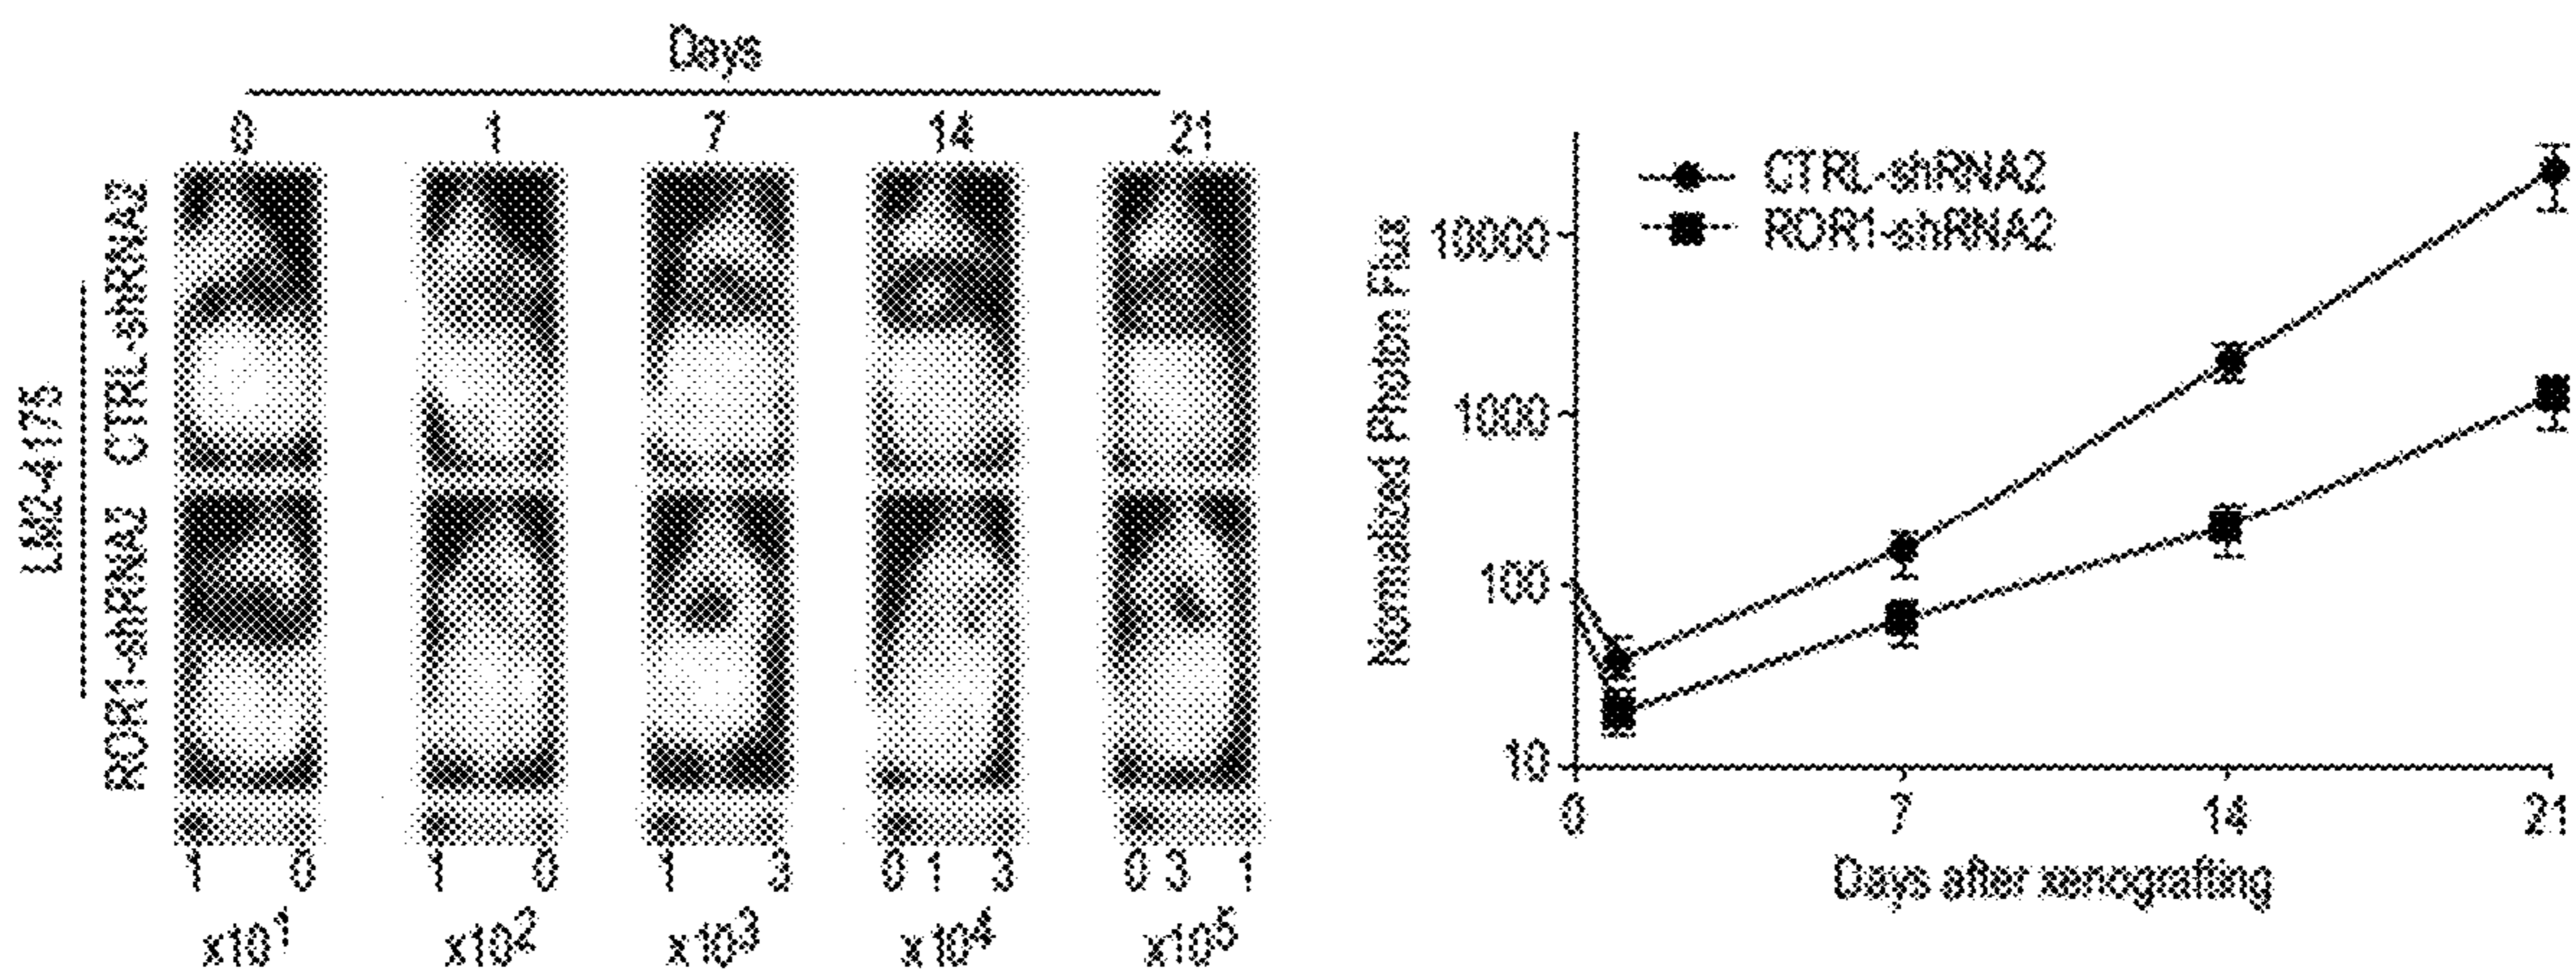 Days
0 1 7 14 21
LM2-4175
CTRL-shRNA2
ROR1-shRNA2
1 0
1 0
1 3
0 1 3
0 3 1
x10¹
x10²
x10³
x10⁴
x10⁵
CTRL-shRNA2
ROR1-shRNA2
Normalized Photon Flux
10000
1000
100
10
0 7 14 21
Days after xenografting